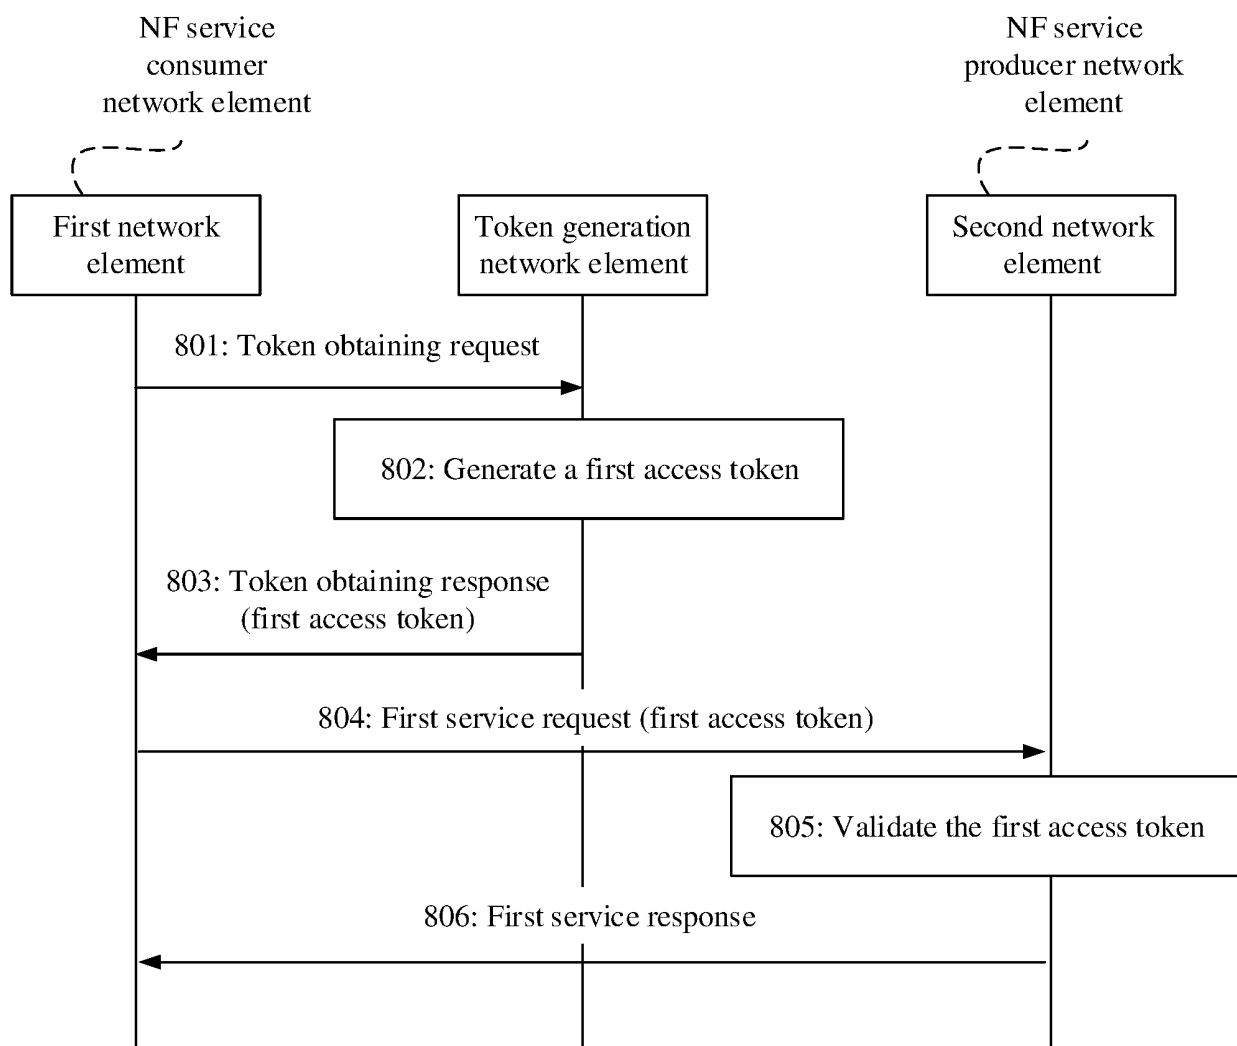 NF service
consumer
network element
NF service
producer network
element
First network
element
Token generation
network element
Second network
element
801: Token obtaining request
802: Generate a first access token
803: Token obtaining response
(first access token)
804: First service request (first access token)
805: Validate the first access token
806: First service response